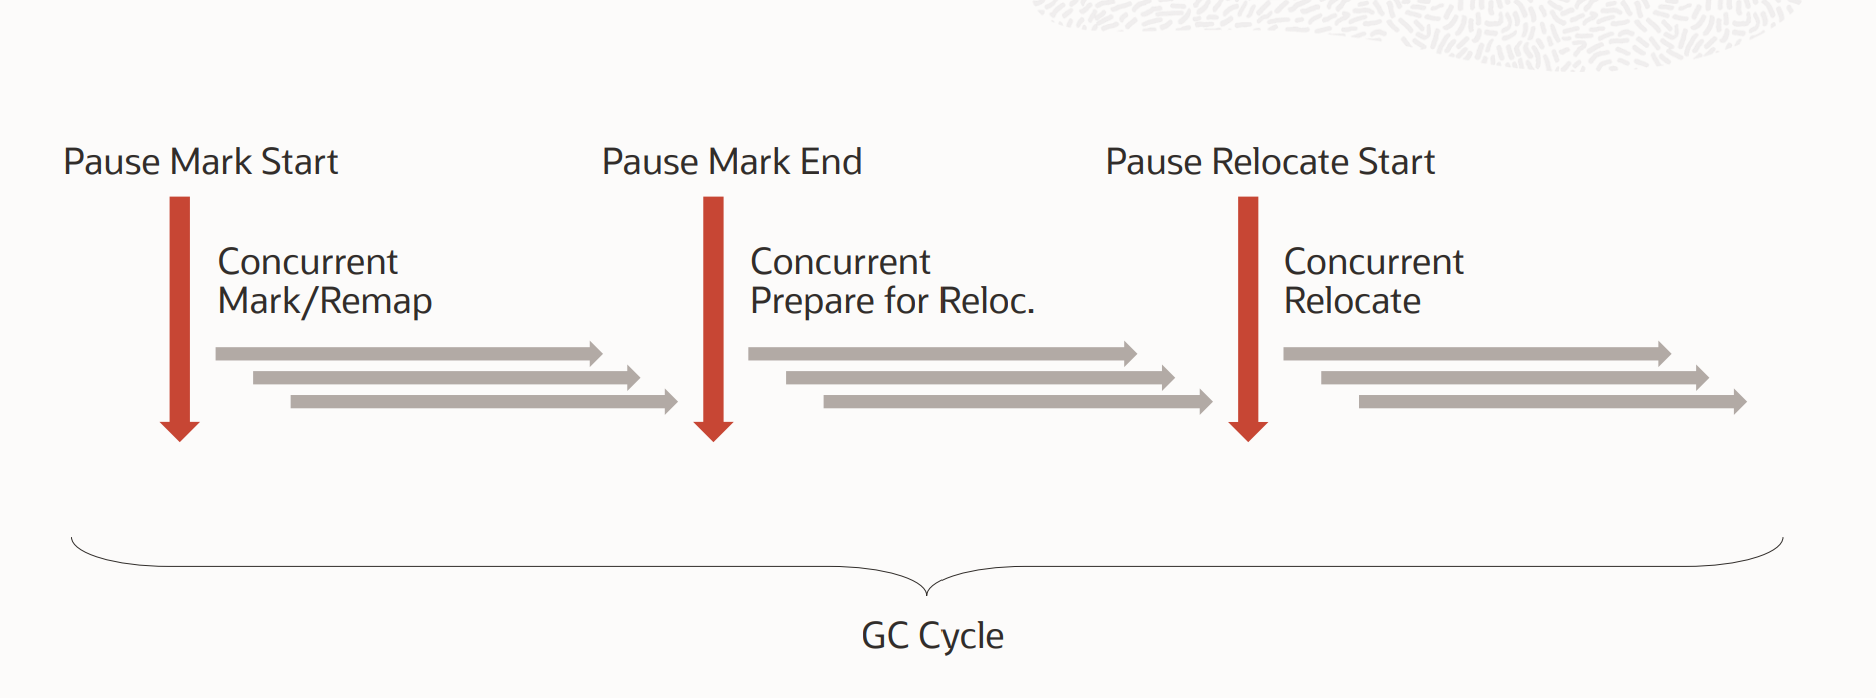 Pause Mark Start
Pause Mark End
Pause Relocate Start
Concurrent
Mark/Remap
Concurrent
Prepare for Reloc.
Concurrent
Relocate
GC Cycle